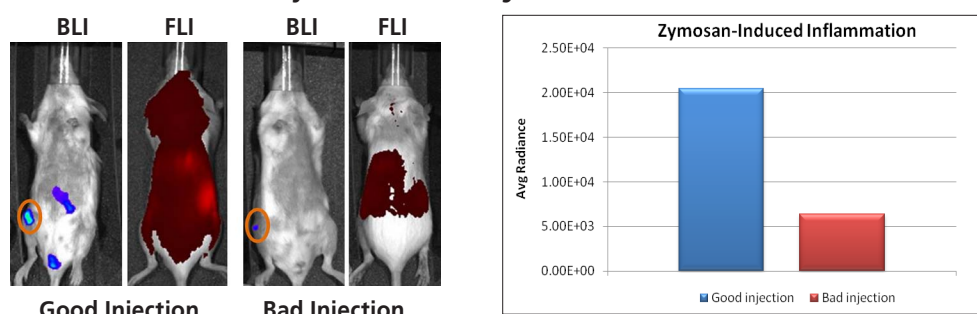 BLI FLI BLI FLI
Good Injection Bad Injection
Zymosan-Induced Inflammation
Avg Radiance
2.50E+04
2.00E+04
1.50E+04
1.00E+04
5.00E+03
0.00E+00
Good injection Bad injection